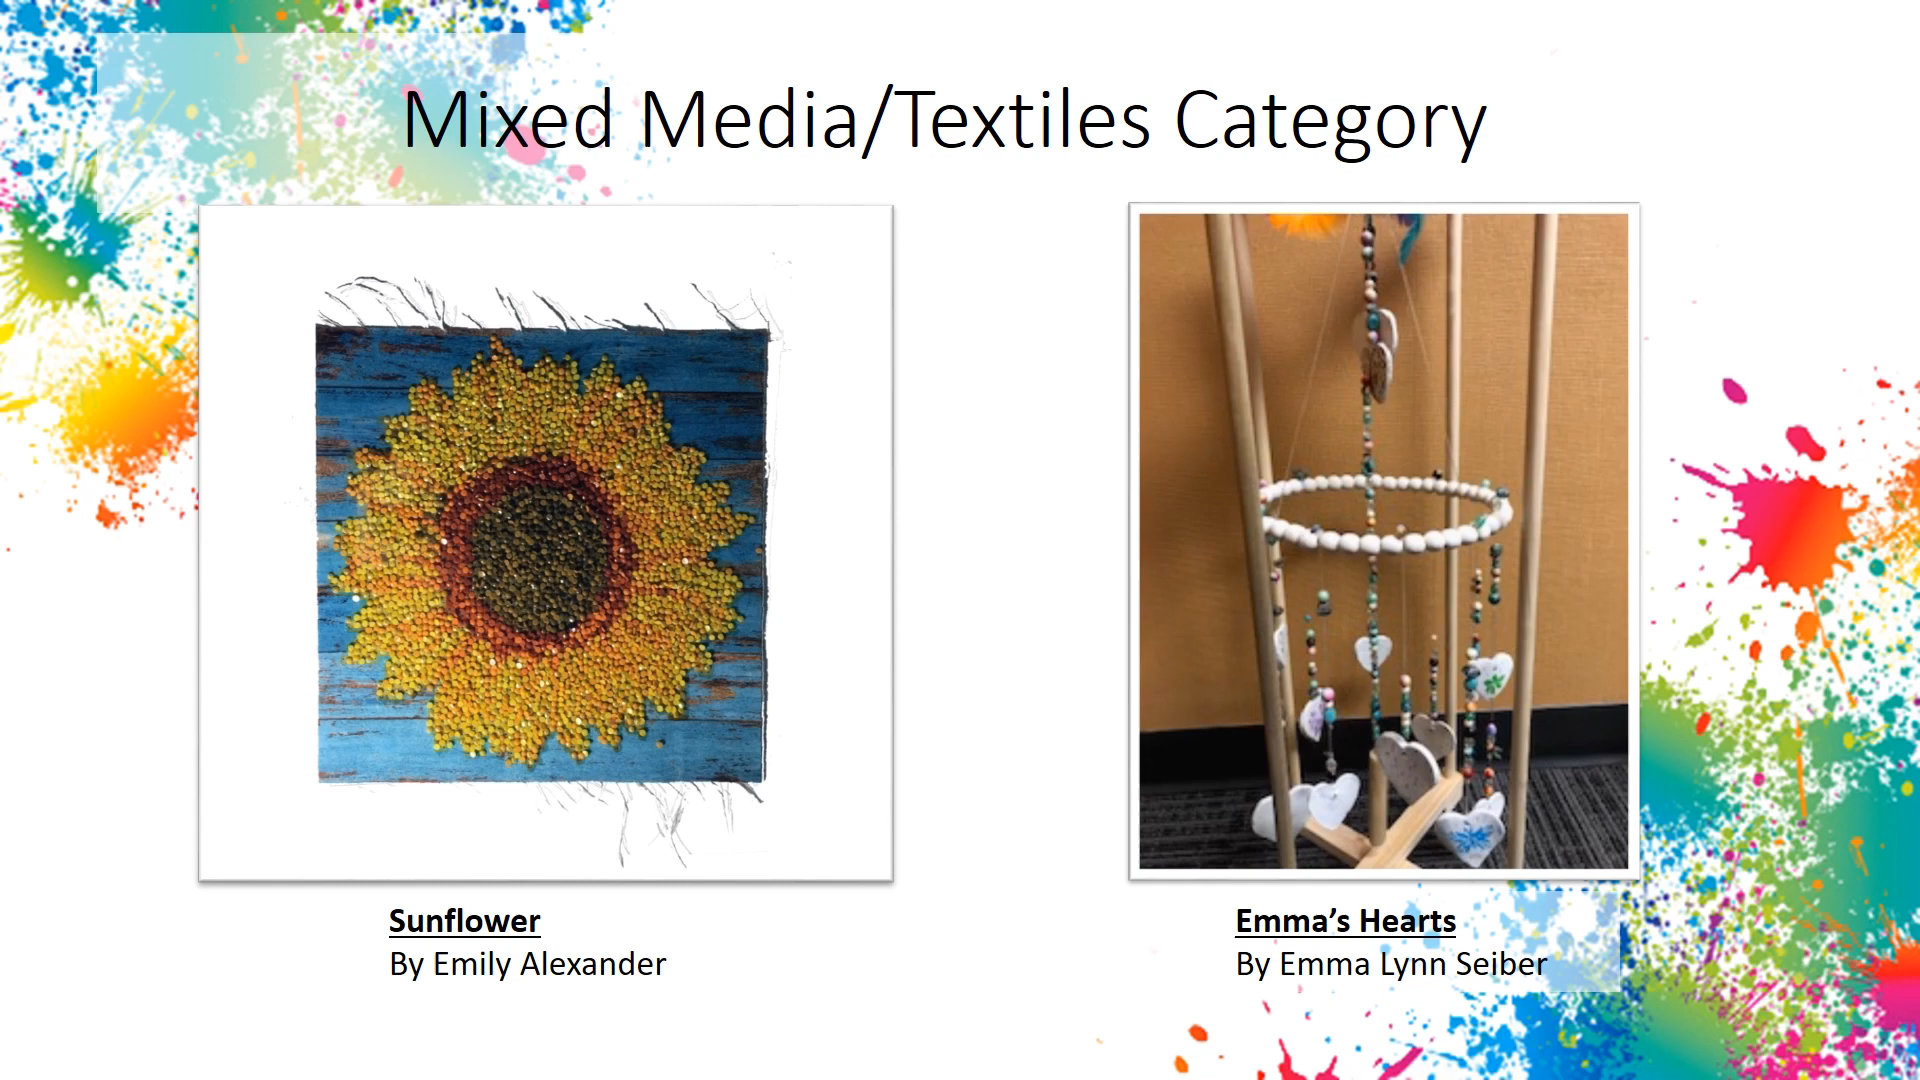 Mixed Media/Textiles Category
Sunflower
By Emily Alexander
Emma’s Hearts
By Emma Lynn Seiber